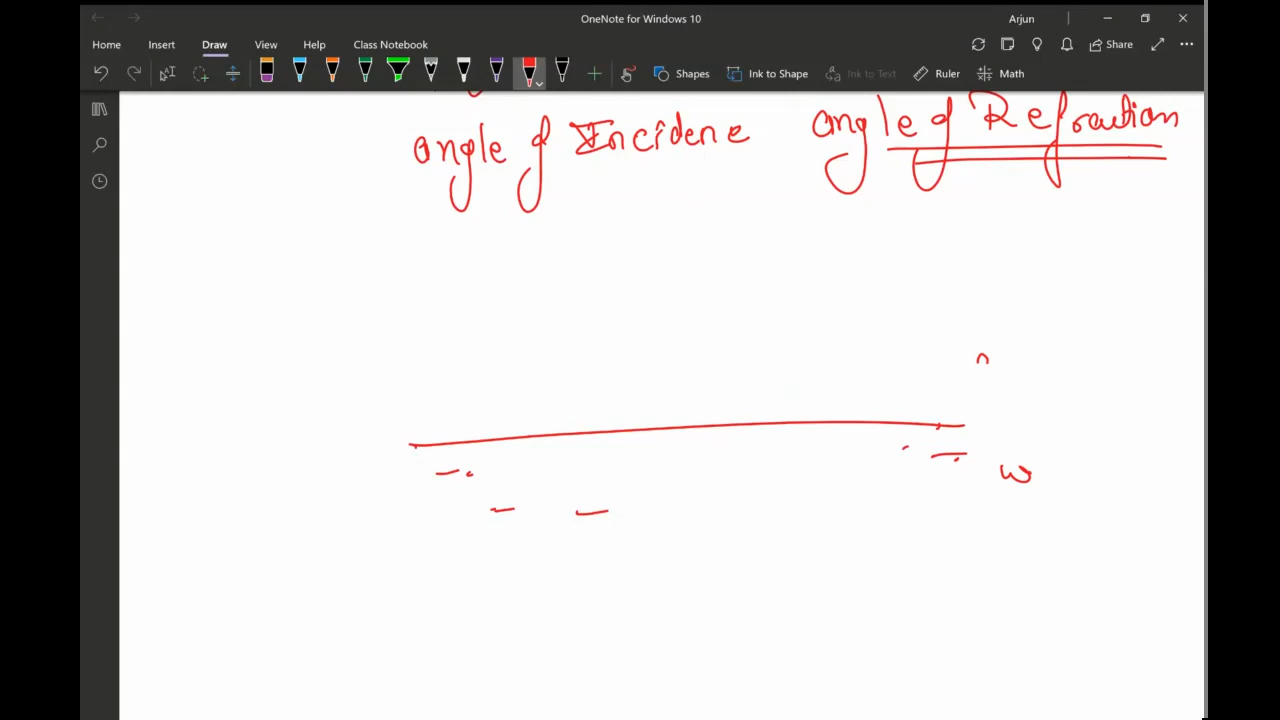 OneNote for Windows 10
Arjun
Home Insert Draw View Help Class Notebook
Share
Shapes Ink to Shape Ink to Text Ruler Math
angle of Incidene angle of Refraction
n
w